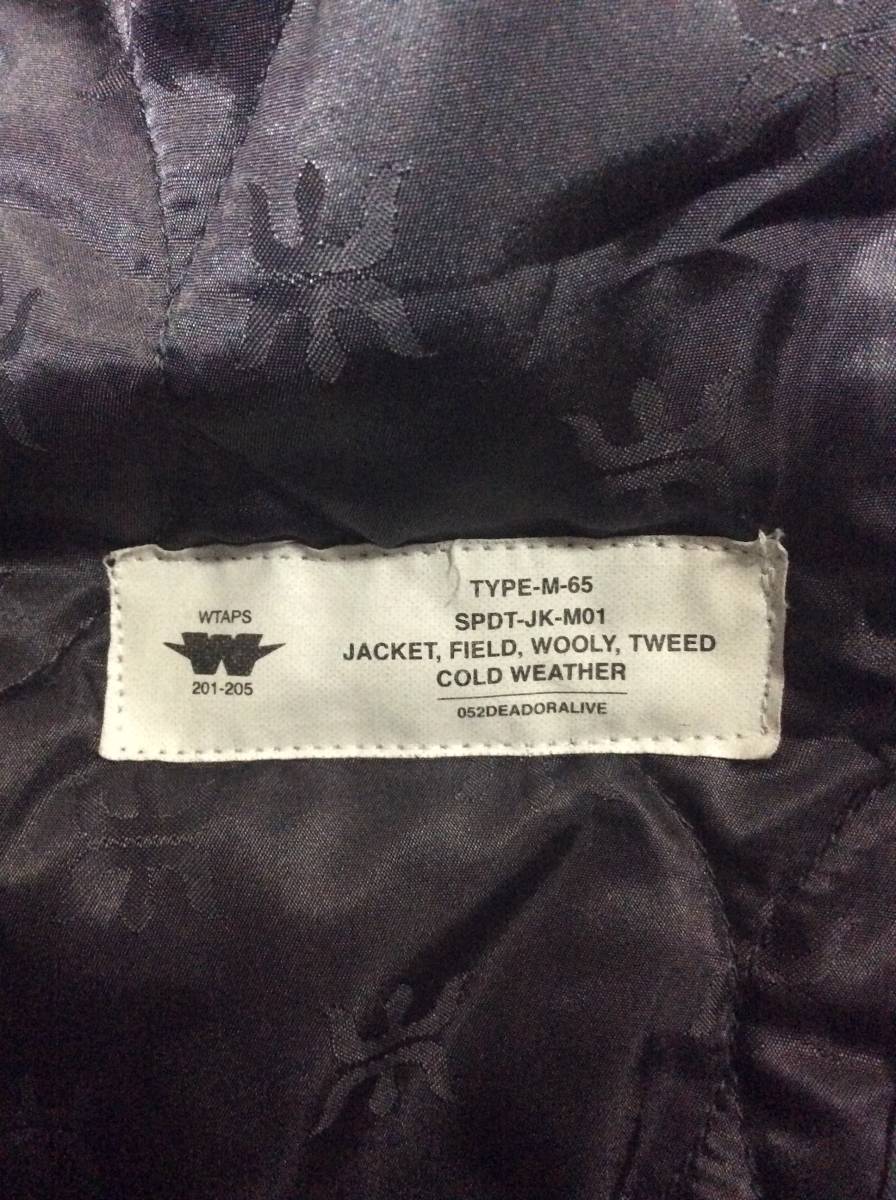 WTAPS
W
201-205
TYPE-M-65
SPDT-JK-M01
JACKET, FIELD, WOOLY, TWEED
COLD WEATHER
052DEADORALIVE